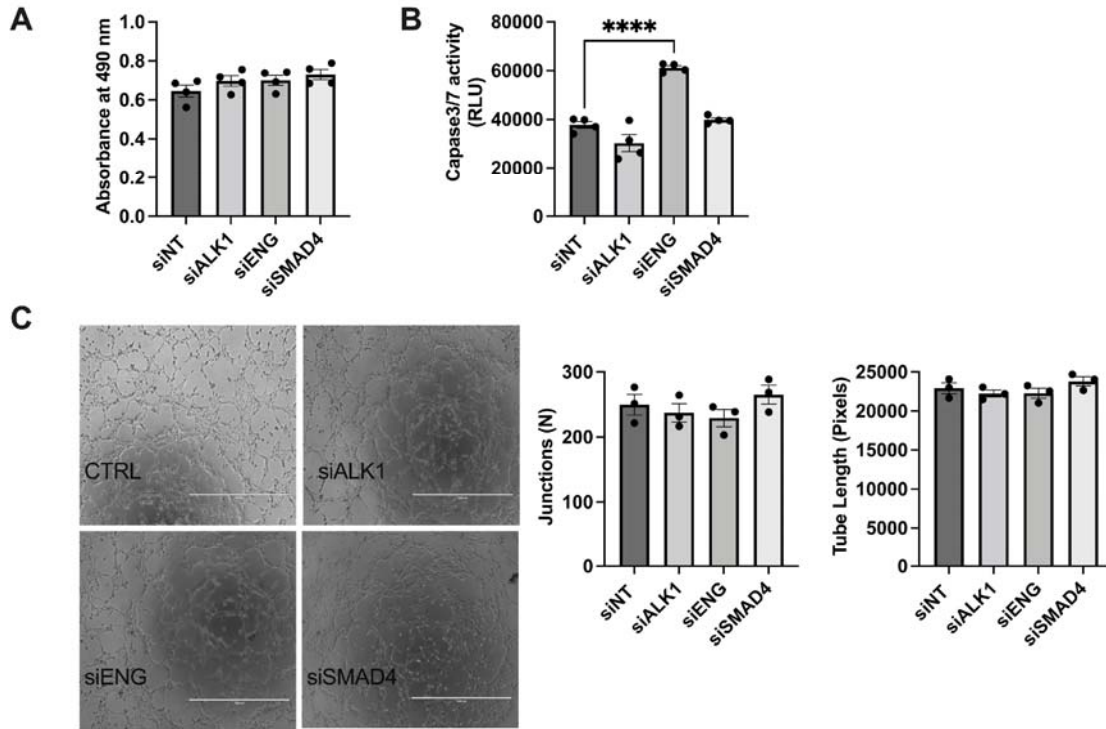 A
Absorbance at 490 nm
1.0
0.8
0.6
0.4
0.2
0.0
siNT
siALK1
siENG
siSMAD4
B
Capase3/7 activity
(RLU)
80000
60000
40000
20000
0
****
siNT
siALK1
siENG
siSMAD4
C
CTRL
siALK1
siENG
siSMAD4
Junctions (N)
300
200
100
0
siNT
siALK1
siENG
siSMAD4
Tube Length (Pixels)
30000
25000
20000
15000
10000
5000
0
siNT
siALK1
siENG
siSMAD4